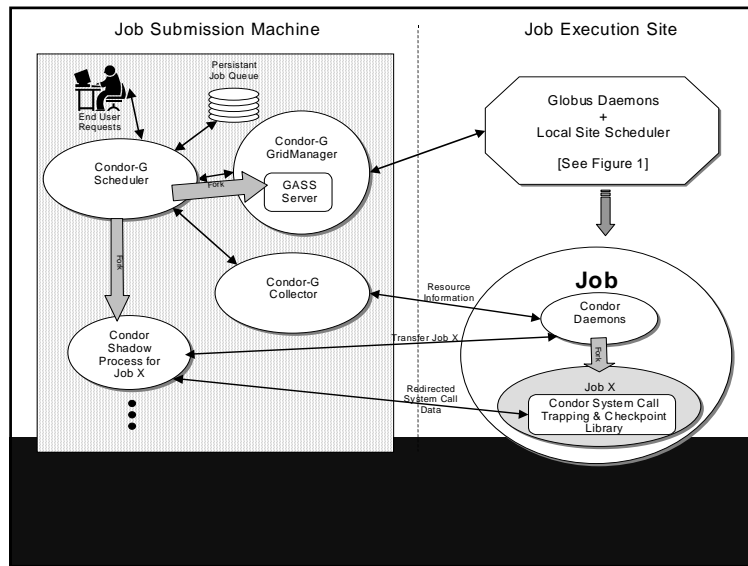 Job Submission Machine
Job Execution Site
Persistant
Job Queue
End User
Requests
Condor-G
Scheduler
Condor-G
GridManager
GASS
Server
Fork
Globus Daemons
+
Local Site Scheduler
[See Figure 1]
Fork
Condor-G
Collector
Resource
Information
Job
Condor
Daemons
Condor
Shadow
Process for
Job X
Transfer Job X
Fork
Redirected
System Call
Data
Job X
Condor System Call
Trapping & Checkpoint
Library